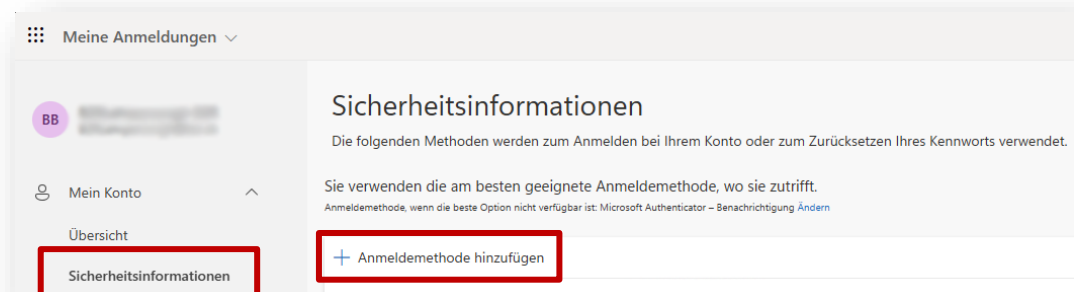 Meine Anmeldungen
BB
Mein Konto
Übersicht
Sicherheitsinformationen
Sicherheitsinformationen
Die folgenden Methoden werden zum Anmelden bei Ihrem Konto oder zum Zurücksetzen Ihres Kennworts verwendet.
Sie verwenden die am besten geeignete Anmeldemethode, wo sie zutrifft.
Anmeldemethode, wenn die beste Option nicht verfügbar ist: Microsoft Authenticator – Benachrichtigung Ändern
+ Anmeldemethode hinzufügen